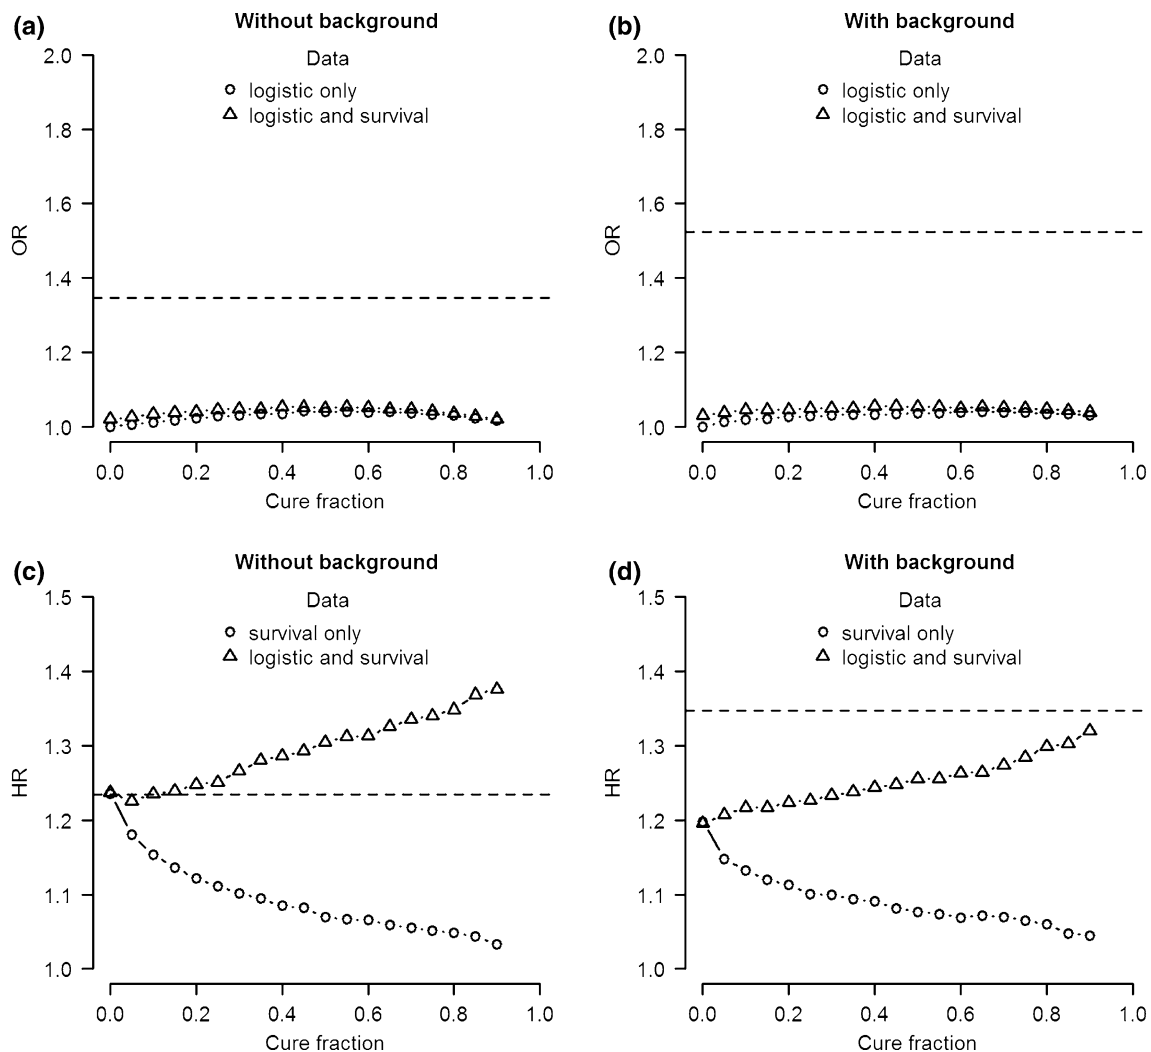 (a)
Without background
Data
logistic only
logistic and survival
2.0
1.8
1.6
1.4
1.2
1.0
OR
0.0 0.2 0.4 0.6 0.8 1.0
Cure fraction
(b)
With background
Data
logistic only
logistic and survival
2.0
1.8
1.6
1.4
1.2
1.0
OR
0.0 0.2 0.4 0.6 0.8 1.0
Cure fraction
(c)
Without background
Data
survival only
logistic and survival
1.5
1.4
1.3
1.2
1.1
1.0
HR
0.0 0.2 0.4 0.6 0.8 1.0
Cure fraction
(d)
With background
Data
survival only
logistic and survival
1.5
1.4
1.3
1.2
1.1
1.0
HR
0.0 0.2 0.4 0.6 0.8 1.0
Cure fraction